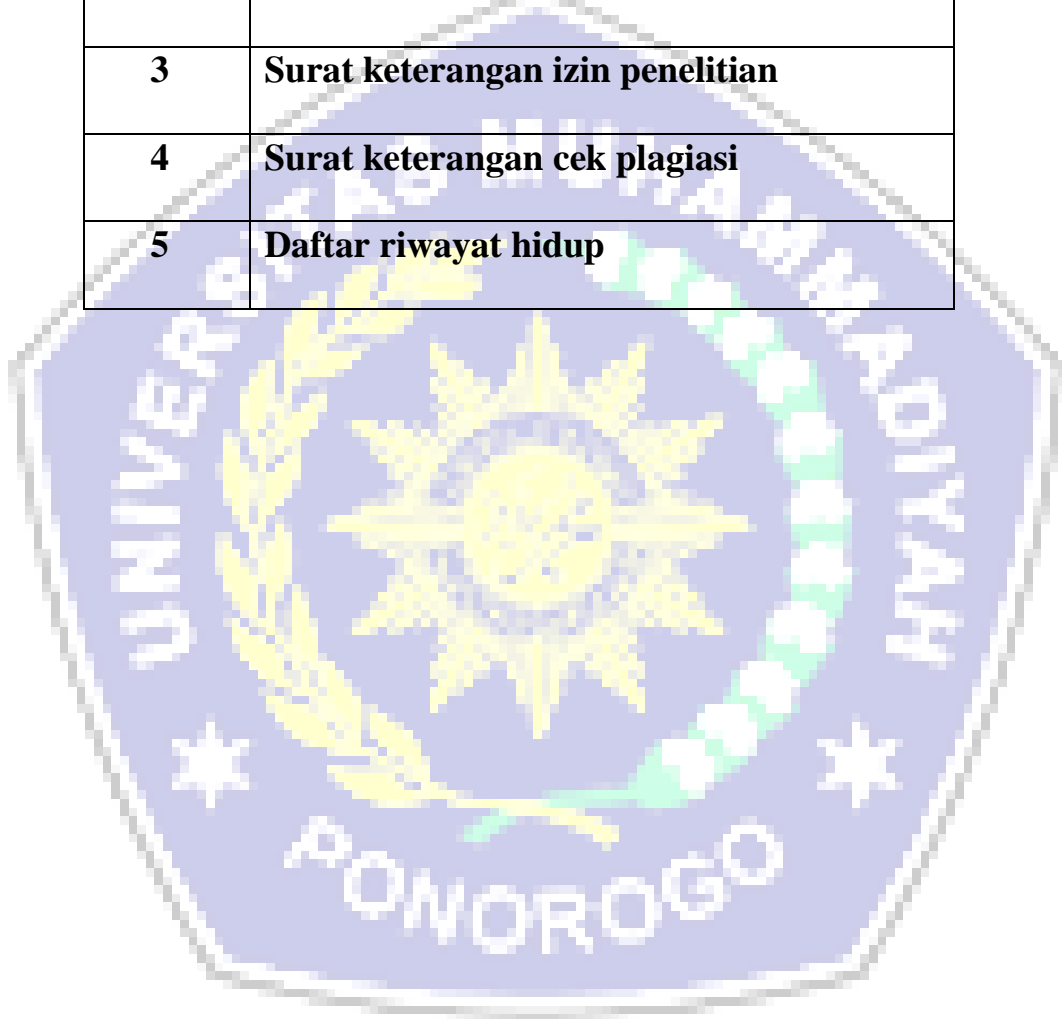 3 Surat keterangan izin penelitian
4 Surat keterangan cek plagiasi
5 Daftar riwayat hidup
UNIVERSITAS MUHAMMADIYAH
PONOROGO